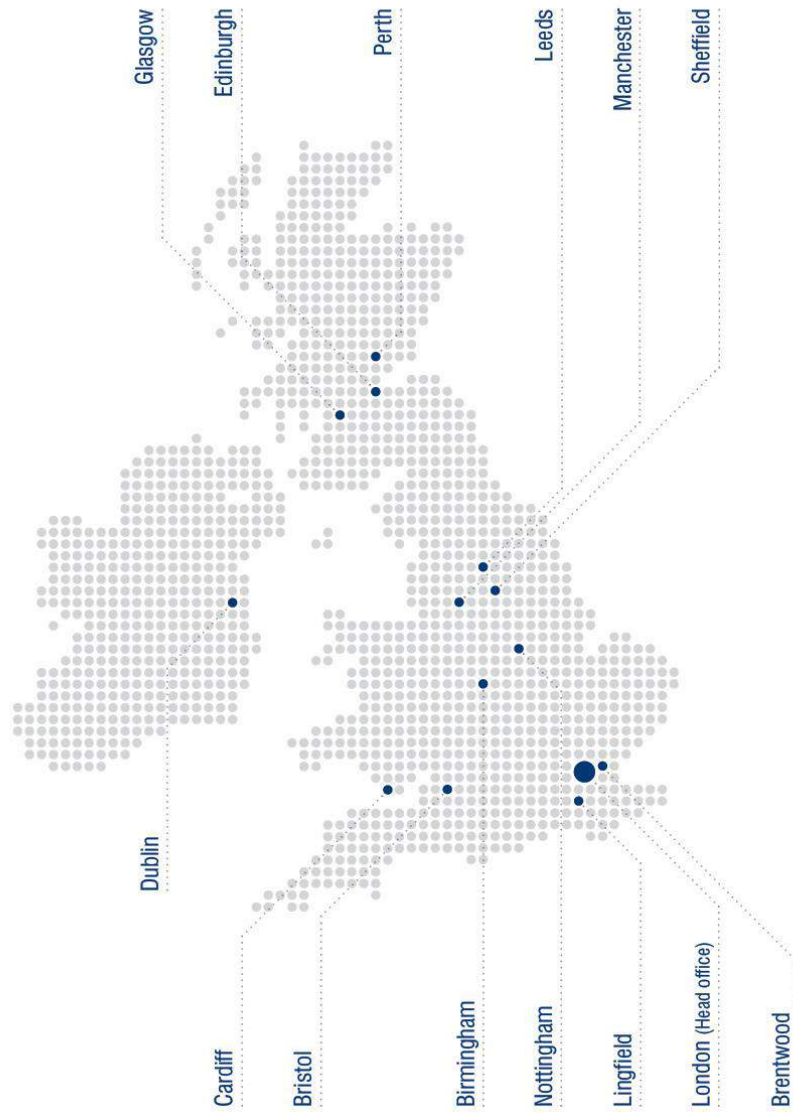 Glasgow
Edinburgh
Perth
Leeds
Manchester
Sheffield
Dublin
Cardiff
Bristol
Birmingham
Nottingham
Lingfield
London (Head office)
Brentwood